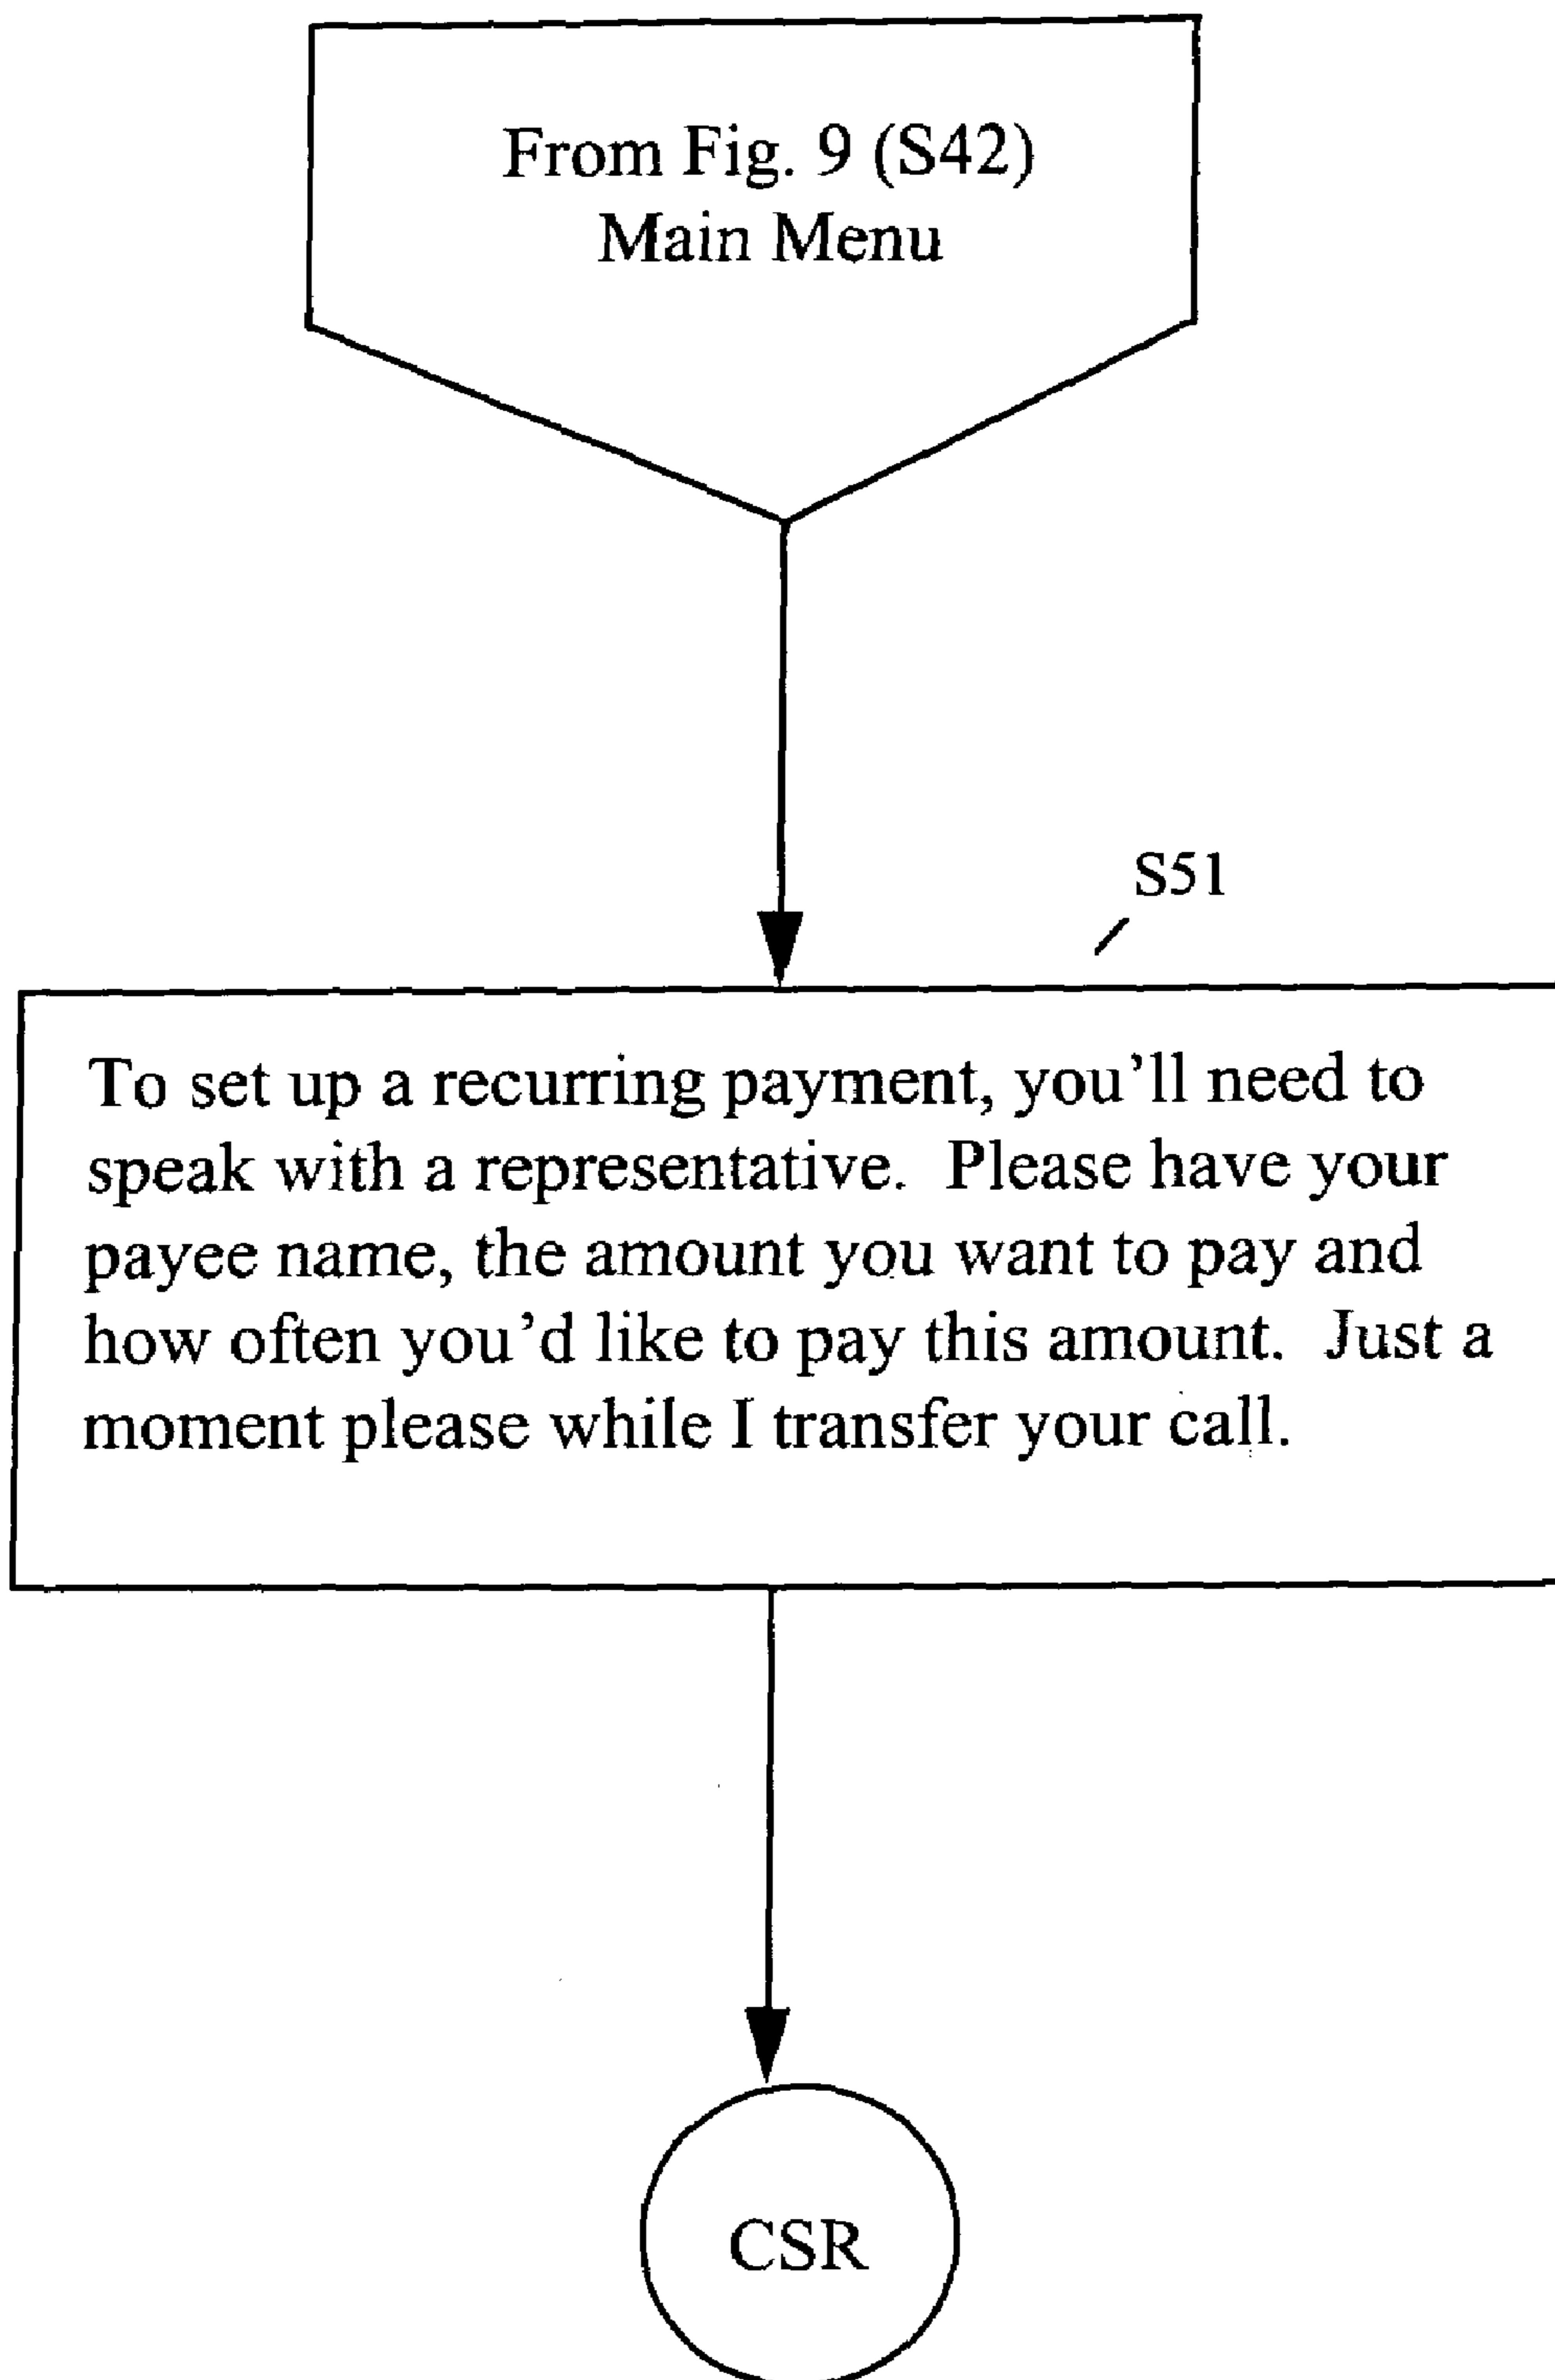 From Fig. 9 (S42)
Main Menu
S51
To set up a recurring payment, you'll need to
speak with a representative.  Please have your
payee name, the amount you want to pay and
how often you'd like to pay this amount.  Just a
moment please while I transfer your call.
CSR